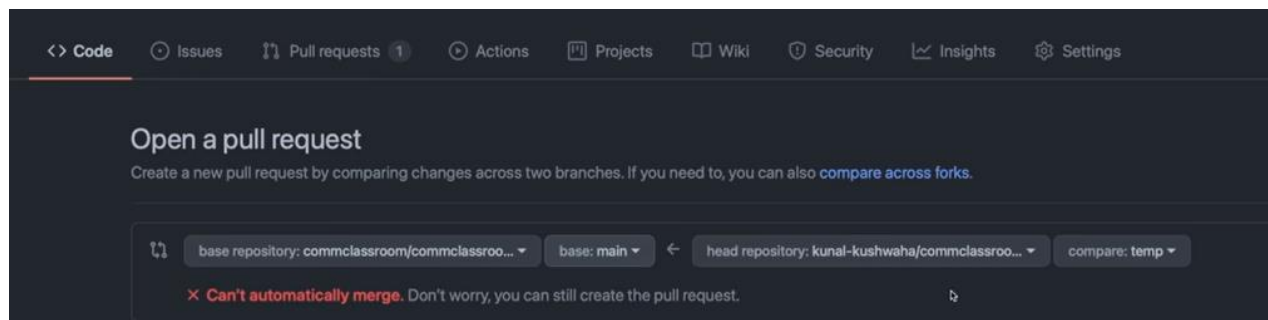 <> Code Issues Pull requests 1 Actions Projects Wiki Security Insights Settings
Open a pull request
Create a new pull request by comparing changes across two branches. If you need to, you can also compare across forks.
base repository: commclassroom/commclassroo... base: main ← head repository: kunal-kushwaha/commclassroo... compare: temp
× Can't automatically merge. Don't worry, you can still create the pull request.